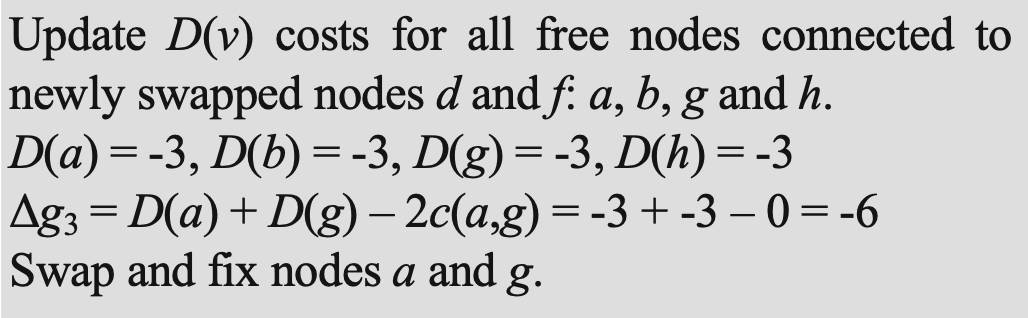 Update D(v) costs for all free nodes connected to
newly swapped nodes d and f: a, b, g and h.
D(a) = -3, D(b) = -3, D(g) = -3, D(h) = -3
Δg₃ = D(a) + D(g) – 2c(a,g) = -3 + -3 – 0 = -6
Swap and fix nodes a and g.